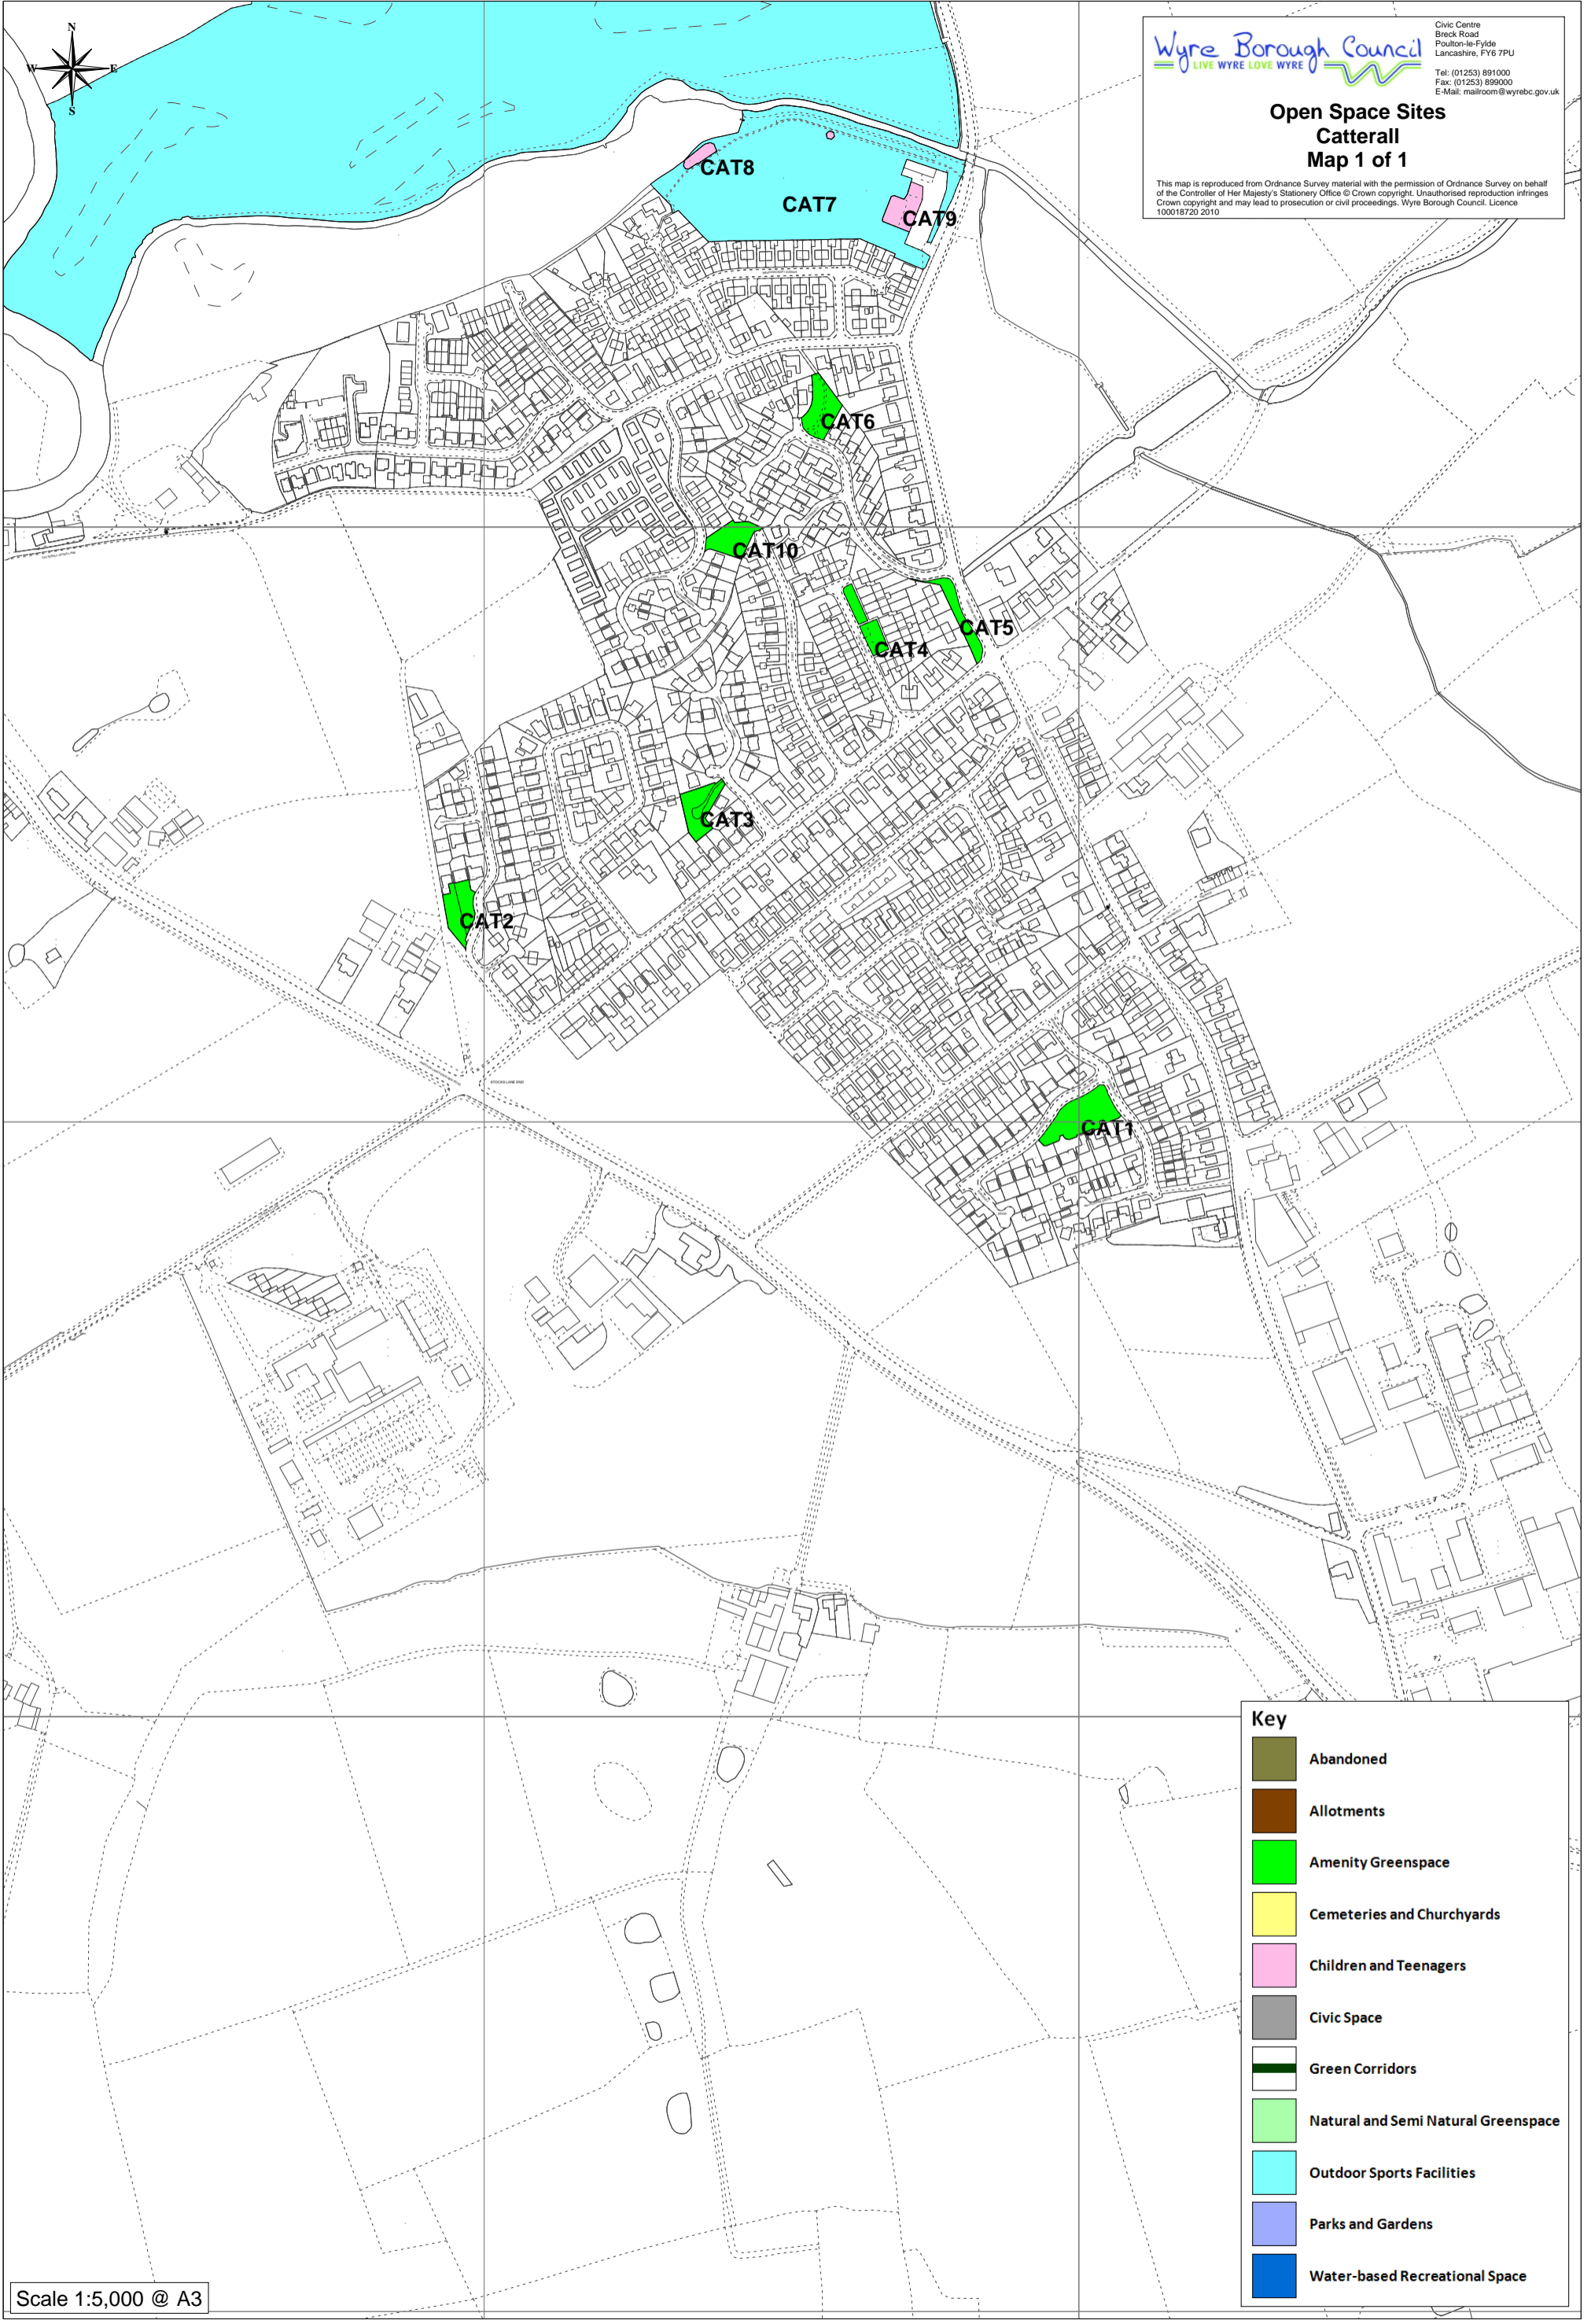 N
W E
S
Wyre Borough Council
LIVE WYRE LOVE WYRE
Civic Centre
Breck Road
Poulton-le-Fylde
Lancashire, FY6 7PU
Tel: (01253) 891000
Fax: (01253) 899000
E-Mail: mailroom@wyrebc.gov.uk
Open Space Sites
Catterall
Map 1 of 1
This map is reproduced from Ordnance Survey material with the permission of Ordnance Survey on behalf
of the Controller of Her Majesty's Stationery Office © Crown copyright. Unauthorised reproduction infringes
Crown copyright and may lead to prosecution or civil proceedings. Wyre Borough Council. Licence
100018720 2010
CAT8
CAT7
CAT9
CAT6
CAT10
CAT5
CAT4
CAT3
CAT2
STOCKS LANE END
CAT1
Key
Abandoned
Allotments
Amenity Greenspace
Cemeteries and Churchyards
Children and Teenagers
Civic Space
Green Corridors
Natural and Semi Natural Greenspace
Outdoor Sports Facilities
Parks and Gardens
Water-based Recreational Space
Scale 1:5,000 @ A3